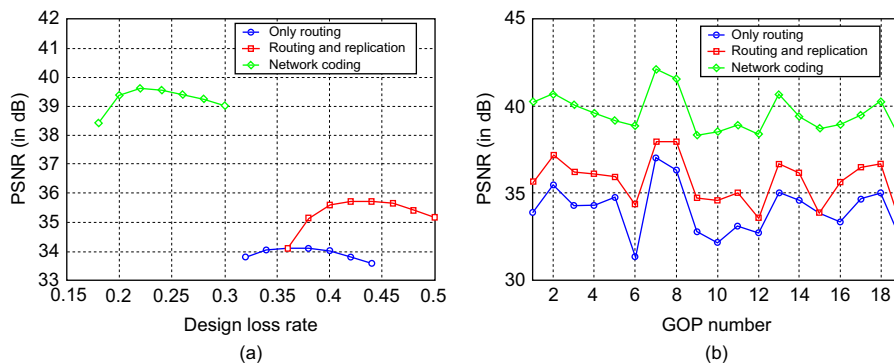 42
41
40
39
38
37
36
35
34
33
PSNR (in dB)
Only routing
Routing and replication
Network coding
0.15
0.2
0.25
0.3
0.35
0.4
0.45
0.5
Design loss rate
(a)
45
40
35
30
PSNR (in dB)
Only routing
Routing and replication
Network coding
2
4
6
8
10
12
14
16
18
GOP number
(b)